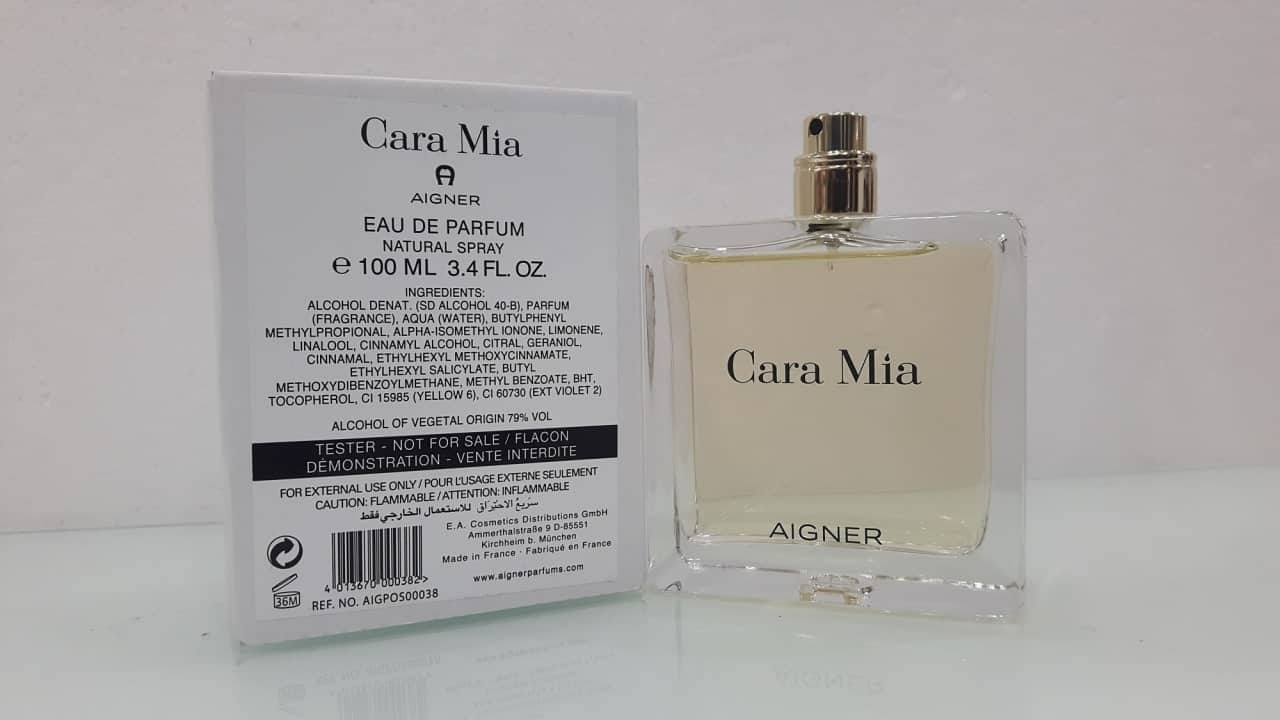 Cara Mia
AIGNER
EAU DE PARFUM
NATURAL SPRAY
℮ 100 ML 3.4 FL. OZ.
INGREDIENTS:
ALCOHOL DENAT. (SD ALCOHOL 40-B), PARFUM
(FRAGRANCE), AQUA (WATER), BUTYLPHENYL
METHYLPROPIONAL, ALPHA-ISOMETHYL IONONE, LIMONENE,
LINALOOL, CINNAMYL ALCOHOL, CITRAL, GERANIOL,
CINNAMAL, ETHYLHEXYL METHOXYCINNAMATE,
ETHYLHEXYL SALICYLATE, BUTYL
METHOXYDIBENZOYLMETHANE, METHYL BENZOATE, BHT,
TOCOPHEROL, CI 15985 (YELLOW 6), CI 60730 (EXT VIOLET 2)
ALCOHOL OF VEGETAL ORIGIN 79% VOL
TESTER - NOT FOR SALE / FLACON
DÉMONSTRATION - VENTE INTERDITE
FOR EXTERNAL USE ONLY / POUR L'USAGE EXTERNE SEULEMENT
CAUTION: FLAMMABLE / ATTENTION: INFLAMMABLE
سَريعُ الاحْتِرَاق للاستعمال الخارجي فقط
E.A. Cosmetics Distributions GmbH
Ammerthalstraße 9 D-85551
Kirchheim b. München
Made in France - Fabriqué en France
www.aignerparfums.com
4 013670 000382 >
36M
REF. NO. AIGPOS00038
Cara Mia
AIGNER